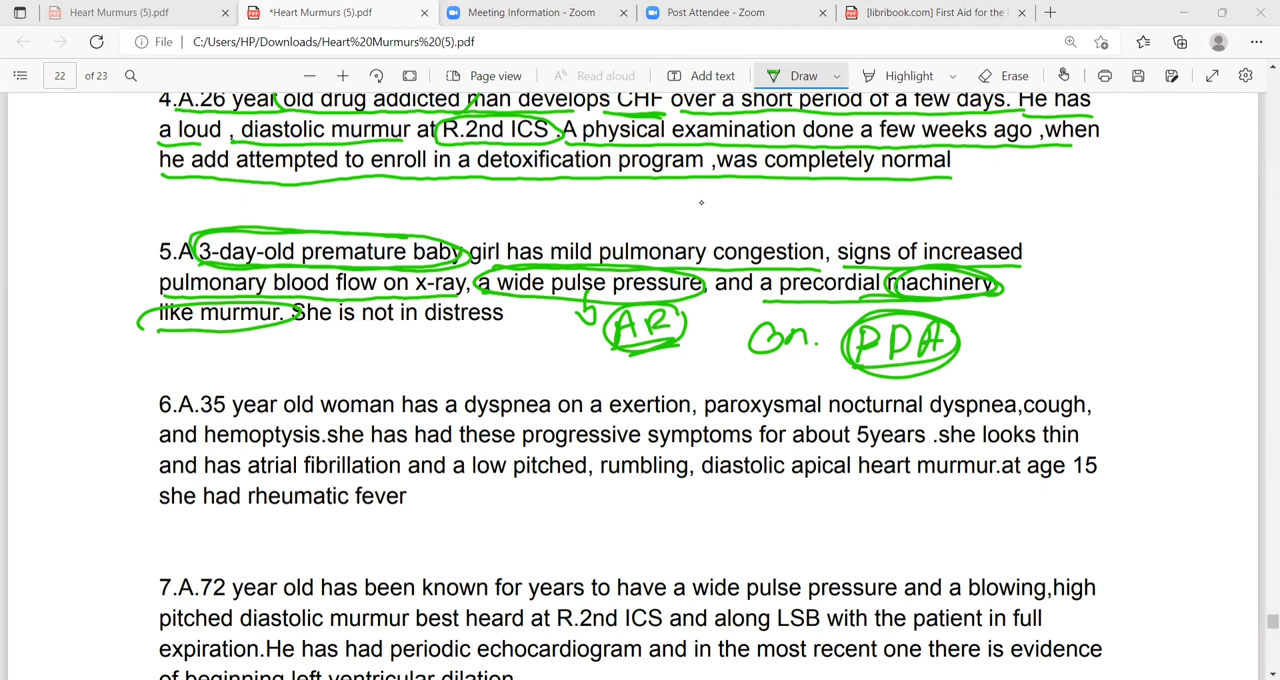 Heart Murmurs (5).pdf
*Heart Murmurs (5).pdf
Meeting Information - Zoom
Post Attendee - Zoom
[libribook.com] First Aid for the
File
C:/Users/HP/Downloads/Heart%20Murmurs%20(5).pdf
22 of 23
Page view
Read aloud
Add text
Draw
Highlight
Erase
4.A.26 year old drug addicted man develops CHF over a short period of a few days. He has
a loud , diastolic murmur at R.2nd ICS .A physical examination done a few weeks ago ,when
he add attempted to enroll in a detoxification program ,was completely normal
5.A 3-day-old premature baby girl has mild pulmonary congestion, signs of increased
pulmonary blood flow on x-ray, a wide pulse pressure, and a precordial machinery
like murmur. She is not in distress
AR
PDA
6.A.35 year old woman has a dyspnea on a exertion, paroxysmal nocturnal dyspnea,cough,
and hemoptysis.she has had these progressive symptoms for about 5years .she looks thin
and has atrial fibrillation and a low pitched, rumbling, diastolic apical heart murmur.at age 15
she had rheumatic fever
7.A.72 year old has been known for years to have a wide pulse pressure and a blowing,high
pitched diastolic murmur best heard at R.2nd ICS and along LSB with the patient in full
expiration.He has had periodic echocardiogram and in the most recent one there is evidence
of beginning left ventricular dilation